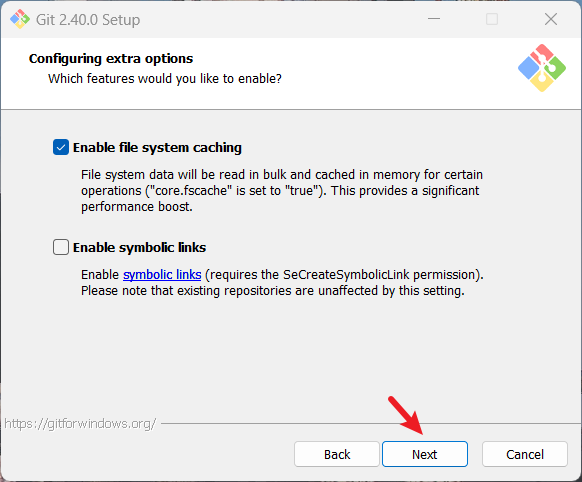 Git 2.40.0 Setup
Configuring extra options
Which features would you like to enable?
Enable file system caching
File system data will be read in bulk and cached in memory for certain
operations ("core.fscache" is set to "true"). This provides a significant
performance boost.
Enable symbolic links
Enable symbolic links (requires the SeCreateSymbolicLink permission).
Please note that existing repositories are unaffected by this setting.
https://gitforwindows.org/
Back
Next
Cancel